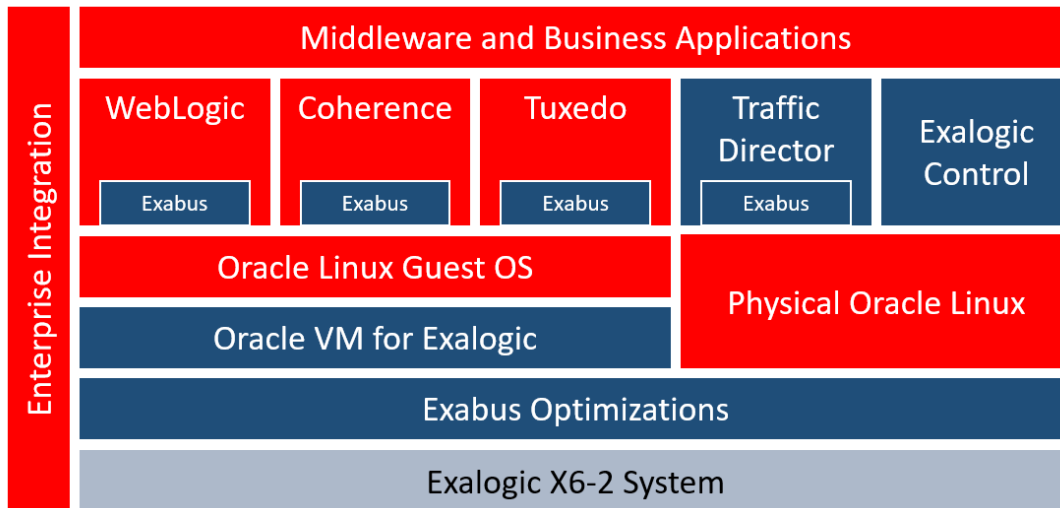 Enterprise Integration
Middleware and Business Applications
WebLogic
Exabus
Coherence
Exabus
Tuxedo
Exabus
Traffic
Director
Exabus
Exalogic
Control
Oracle Linux Guest OS
Physical Oracle Linux
Oracle VM for Exalogic
Exabus Optimizations
Exalogic X6-2 System